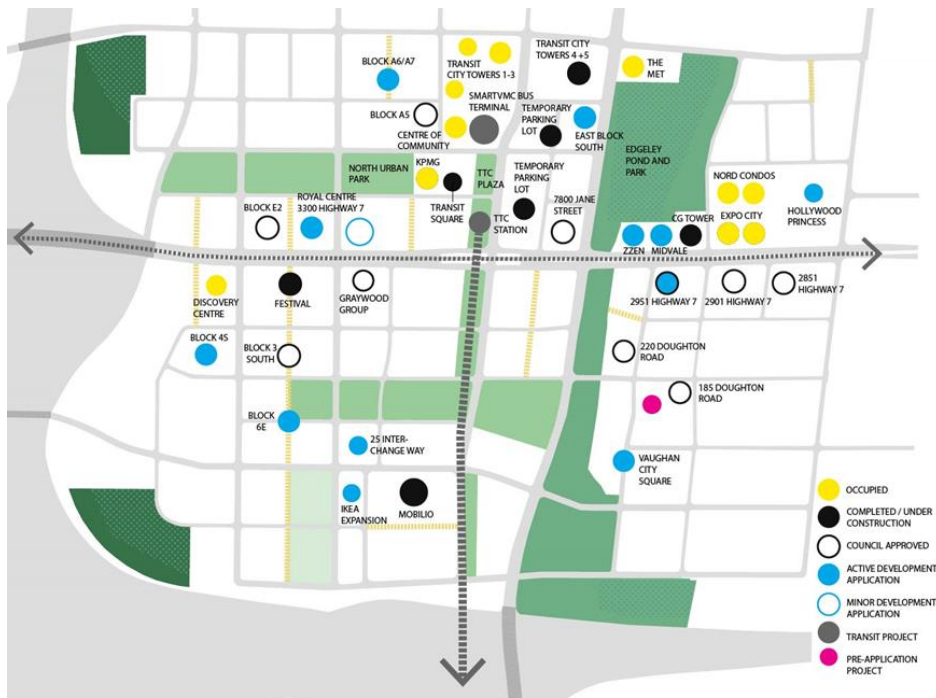 BLOCK A6/A7
TRANSIT
CITY TOWERS 1-3
TRANSIT CITY
TOWERS 4 +5
THE
MET
SMARTVMC BUS
TERMINAL
BLOCK A5
CENTRE OF
COMMUNITY
TEMPORARY
PARKING
LOT
EAST BLOCK
SOUTH
EDGELEY
POND AND
PARK
NORTH URBAN
PARK
KPMG
TTC
PLAZA
TEMPORARY
PARKING
LOT
NORD CONDOS
TRANSIT
SQUARE
7800 JANE
STREET
BLOCK E2
ROYAL CENTRE
3300 HIGHWAY 7
TTC
STATION
CG TOWER
EXPO CITY
HOLLYWOOD
PRINCESS
ZZEN
MIDVALE
DISCOVERY
CENTRE
FESTIVAL
GRAYWOOD
GROUP
2951 HIGHWAY 7
2901 HIGHWAY 7
2851
HIGHWAY 7
BLOCK 4S
BLOCK 3
SOUTH
220 DOUGHTON
ROAD
185 DOUGHTON
ROAD
BLOCK
6E
25 INTER-
CHANGE WAY
VAUGHAN
CITY
SQUARE
IKEA
EXPANSION
MOBILIO
OCCUPIED
COMPLETED / UNDER
CONSTRUCTION
COUNCIL APPROVED
ACTIVE DEVELOPMENT
APPLICATION
MINOR DEVELOPMENT
APPLICATION
TRANSIT PROJECT
PRE-APPLICATION
PROJECT